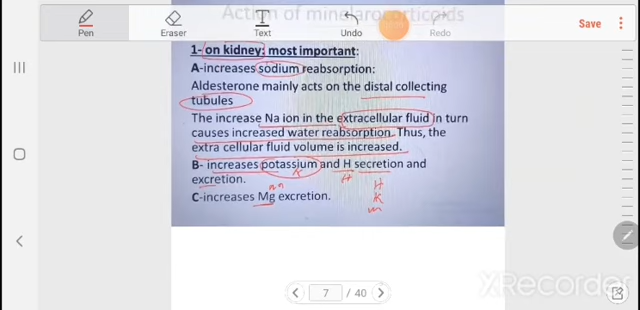 Action of minelarocorticoids
Pen
Eraser
Text
Undo
Redo
Save
1- on kidney: most important:
A-increases sodium reabsorption:
Aldesterone mainly acts on the distal collecting
tubules
The increase Na ion in the extracellular fluid in turn
causes increased water reabsorption. Thus, the
extra cellular fluid volume is increased.
B- increases potassium and H secretion and
K
excretion.
H
H
C-increases Mg excretion.
K
7 / 40
XRecorder